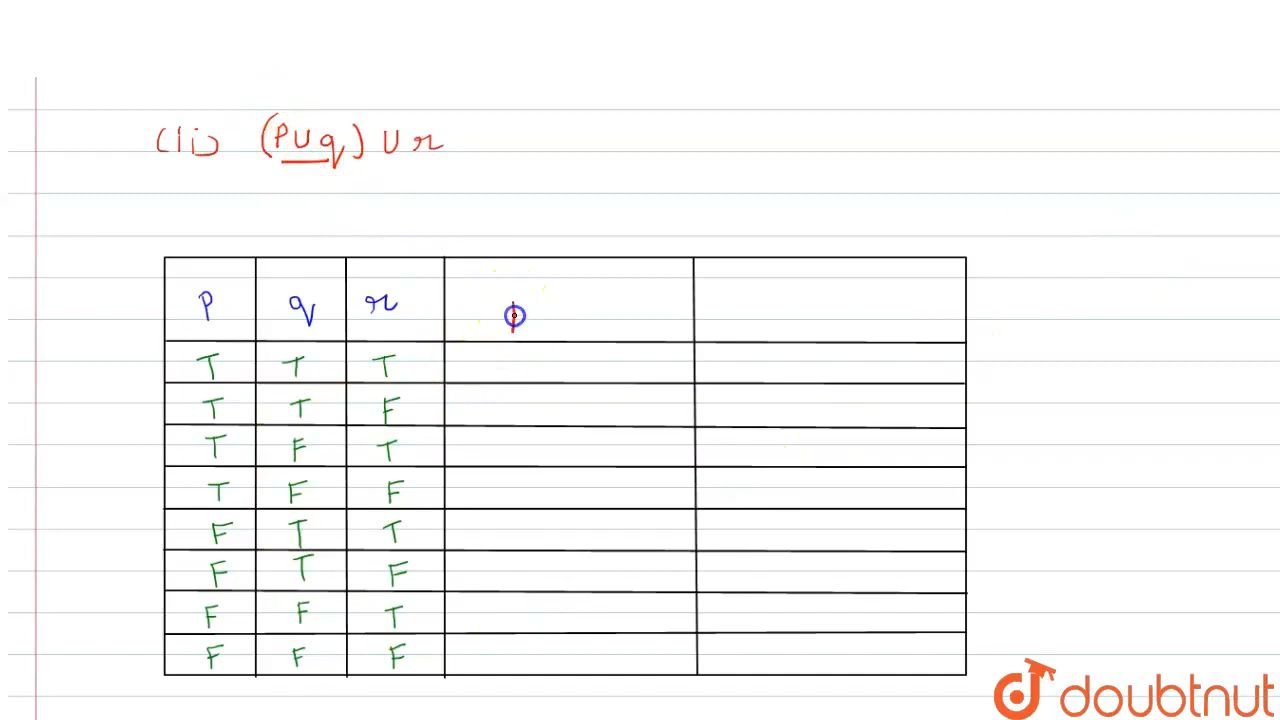 (ii) (P∪q) ∪ r
P q r
T T T
T T F
T F T
T F F
F T T
F T F
F F T
F F F
doubtnut